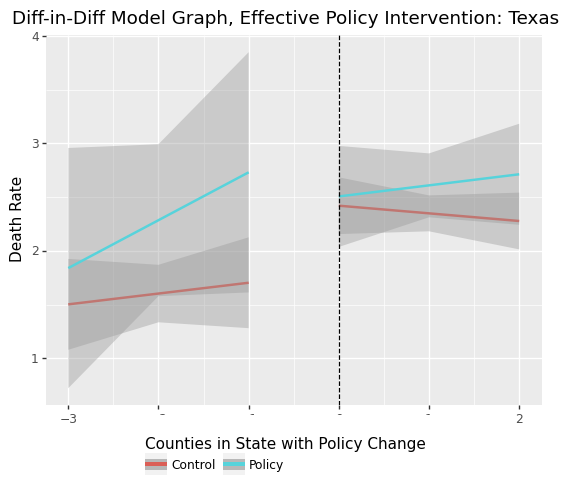 Diff-in-Diff Model Graph, Effective Policy Intervention: Texas
4
3
2
1
Death Rate
−3 2
Counties in State with Policy Change
Control Policy